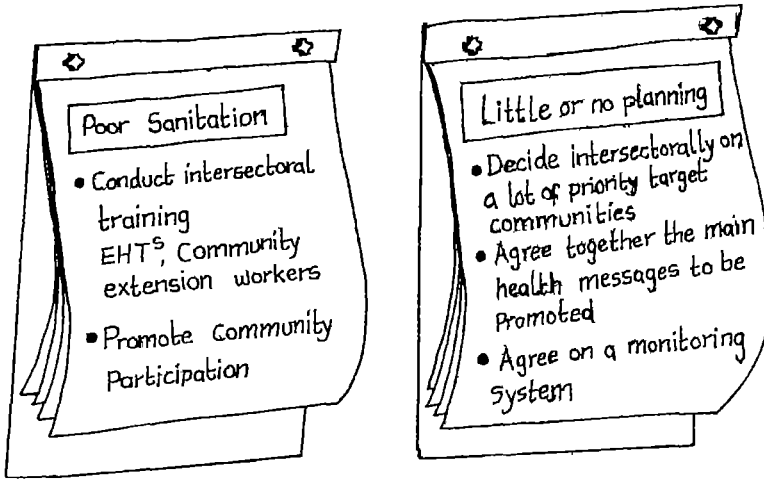 Poor Sanitation
• Conduct intersectoral
training
EHTS, Community
extension workers
• Promote Community
Participation
Little or no planning
• Decide intersectorally on
a lot of priority target
communities
• Agree together the main
health messages to be
Promoted
• Agree on a monitoring
System